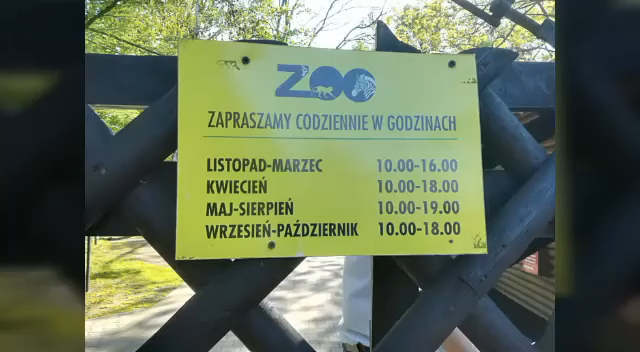 ZOO
ZAPRASZAMY CODZIENNIE W GODZINACH
LISTOPAD-MARZEC 10.00-16.00
KWIECIEŃ 10.00-18.00
MAJ-SIERPIEŃ 10.00-19.00
WRZESIEŃ-PAŹDZIERNIK 10.00-18.00